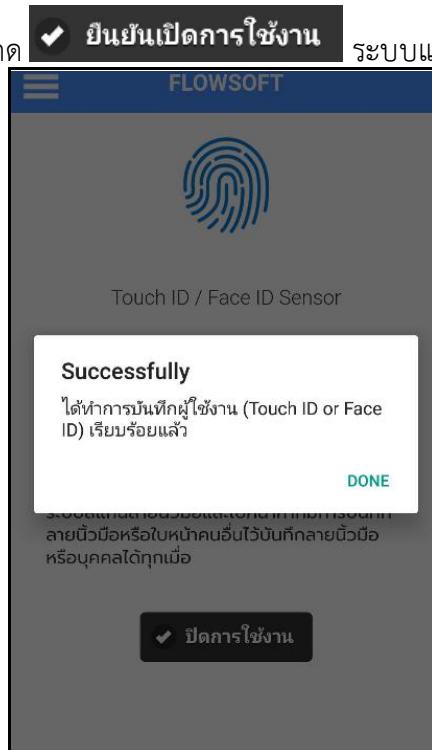 ยืนยันเปิดการใช้งาน
FLOWSOFT
Touch ID / Face ID Sensor
Successfully
ได้ทำการบันทึกผู้ใช้งาน (Touch ID or Face
ID) เรียบร้อยแล้ว
DONE
ลายนิ้วมือหรือใบหน้าคนอื่นไว้บันทึกลายนิ้วมือ
หรือบุคคลได้ทุกเมื่อ
ปิดการใช้งาน